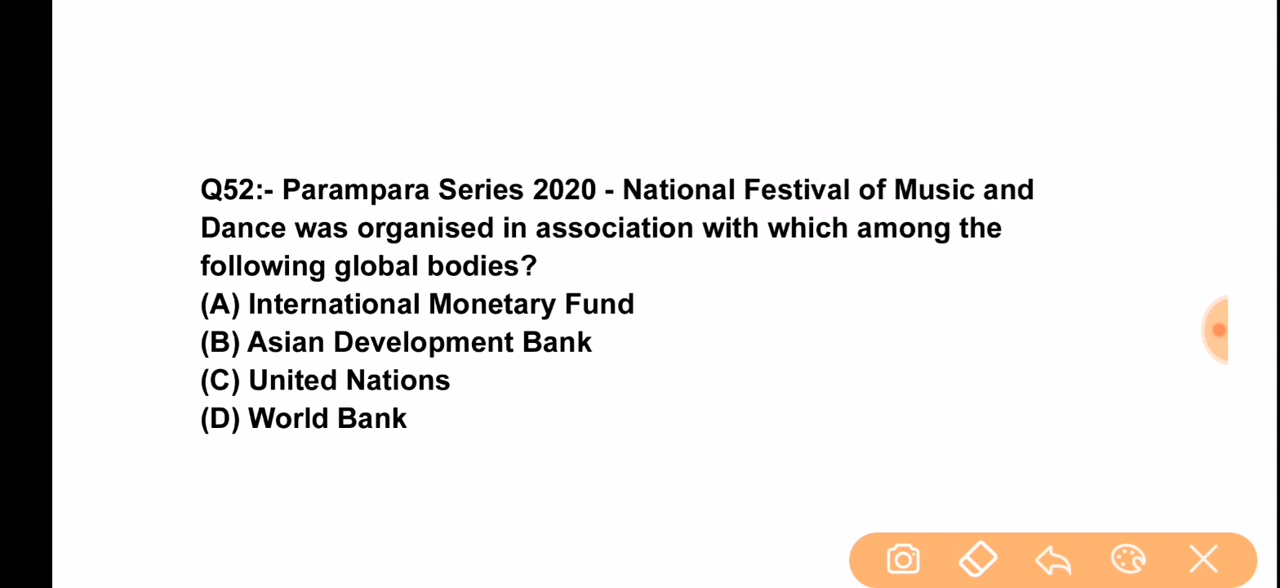 Q52:- Parampara Series 2020 - National Festival of Music and
Dance was organised in association with which among the
following global bodies?
(A) International Monetary Fund
(B) Asian Development Bank
(C) United Nations
(D) World Bank